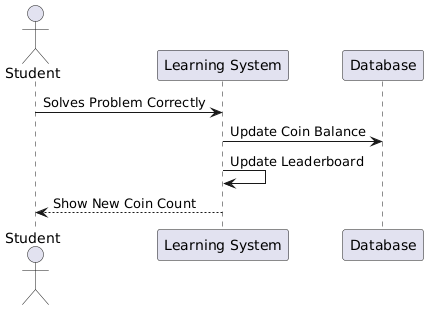 Student
Learning System
Database
Solves Problem Correctly
Update Coin Balance
Update Leaderboard
Show New Coin Count
Student
Learning System
Database